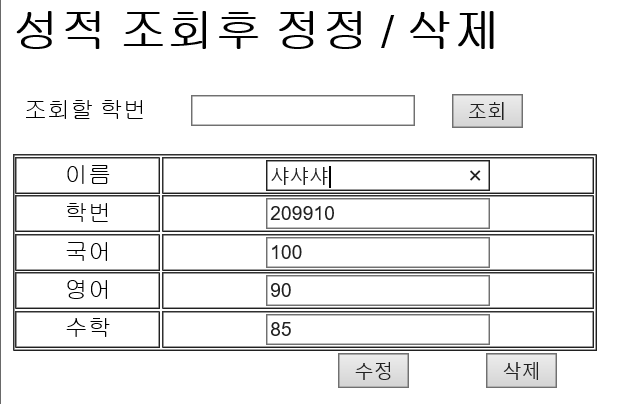 성적 조회후 정정 / 삭제
조회할 학번 조회
이름 샤샤샤 ×
학번 209910
국어 100
영어 90
수학 85
수정 삭제